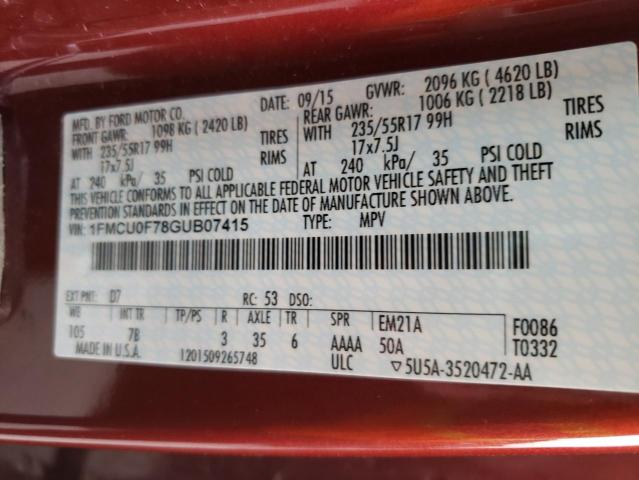 MFD. BY FORD MOTOR CO.
DATE: 09/15 GVWR: 2096 KG ( 4620 LB)
FRONT GAWR: 1098 KG ( 2420 LB) REAR GAWR: 1006 KG ( 2218 LB)
WITH 235/55R17 99H TIRES WITH 235/55R17 99H TIRES
17x7.5J RIMS 17x7.5J RIMS
AT 240 kPa/ 35 PSI COLD AT 240 kPa/ 35 PSI COLD
THIS VEHICLE CONFORMS TO ALL APPLICABLE FEDERAL MOTOR VEHICLE SAFETY AND THEFT
PREVENTION STANDARDS IN EFFECT ON THE DATE OF MANUFACTURE SHOWN ABOVE.
VIN: 1FMCU0F78GUB07415 TYPE: MPV
EXT PNT: D7 RC: 53 DSO:
WB INT TR TP/PS R AXLE TR SPR EM21A F0086
105 7B 3 35 6 AAAA 50A T0332
MADE IN U.S.A. 1201509265748 ULC ▽5U5A-3520472-AA